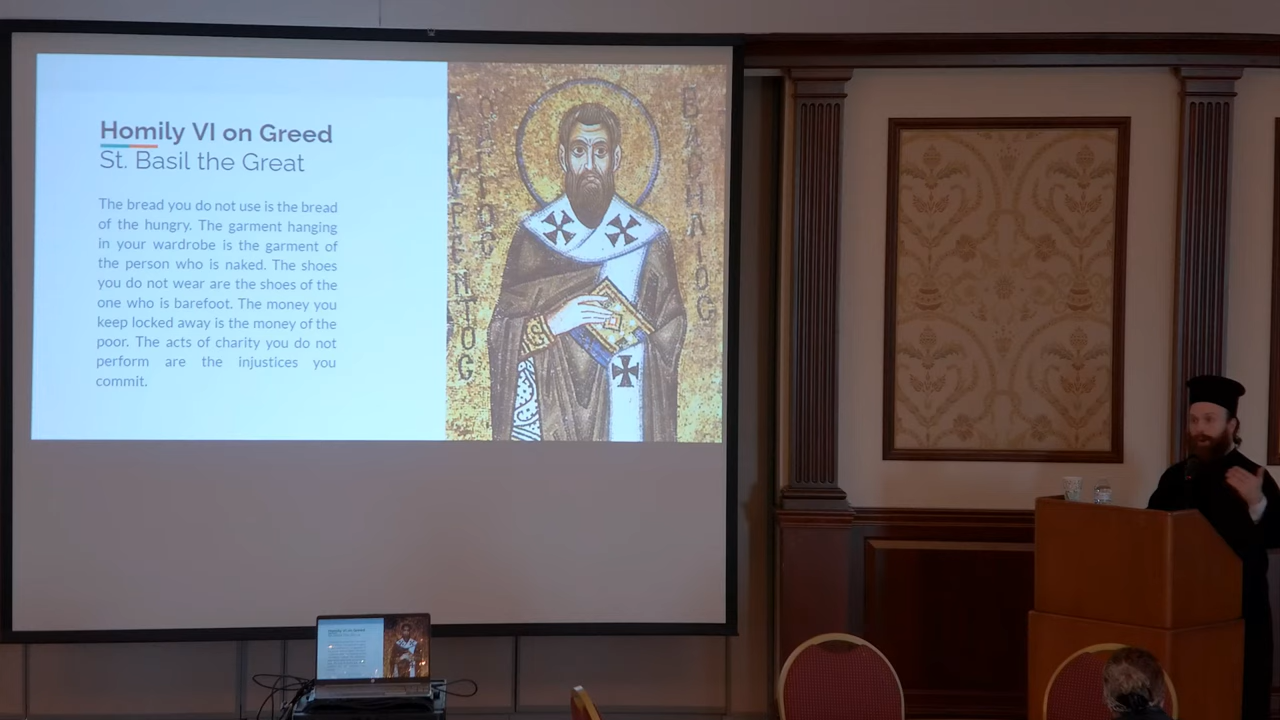 Homily VI on Greed
St. Basil the Great
The bread you do not use is the bread
of the hungry. The garment hanging
in your wardrobe is the garment of
the person who is naked. The shoes
you do not wear are the shoes of the
one who is barefoot. The money you
keep locked away is the money of the
poor. The acts of charity you do not
perform are the injustices you
commit.